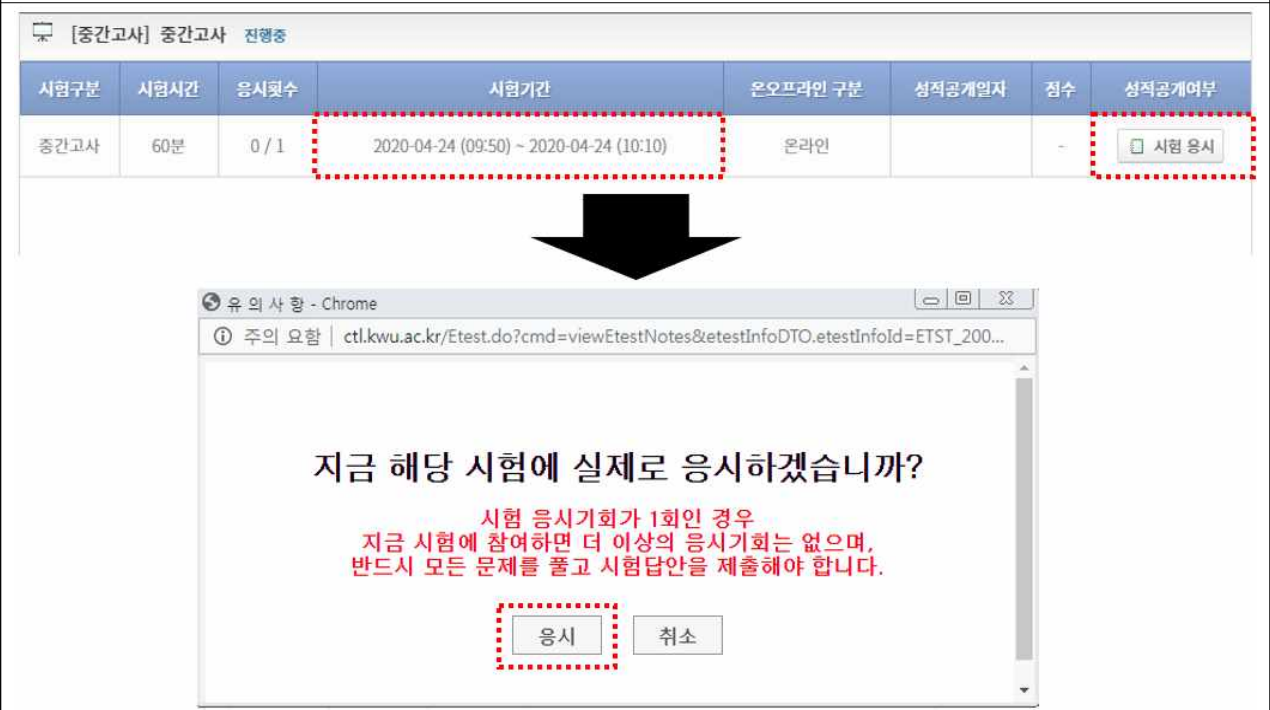 [중간고사] 중간고사 진행중
시험구분 시험시간 응시횟수 시험기간 온오프라인 구분 성적공개일자 점수 성적공개여부
중간고사 60분 0 / 1 2020-04-24 (09:50) ~ 2020-04-24 (10:10) 온라인 - 시험 응시
유 의 사 항 - Chrome
주의 요함 ctl.kwu.ac.kr/Etest.do?cmd=viewEtestNotes&etestInfoDTO.etestInfoId=ETST_200...
지금 해당 시험에 실제로 응시하겠습니까?
시험 응시기회가 1회인 경우
지금 시험에 참여하면 더 이상의 응시기회는 없으며,
반드시 모든 문제를 풀고 시험답안을 제출해야 합니다.
응시 취소